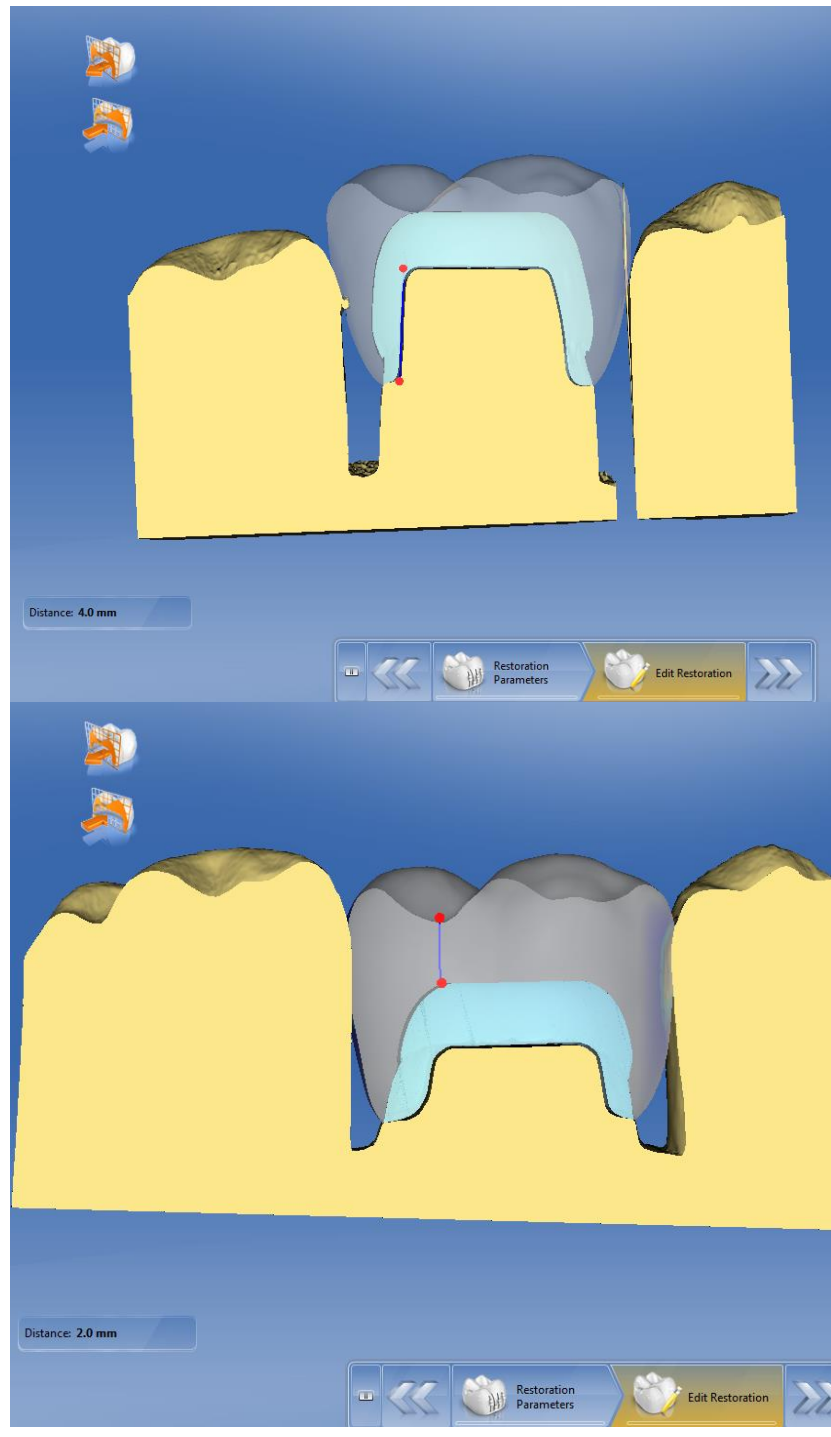 Distance: 4.0 mm
Restoration
Parameters
Edit Restoration
Distance: 2.0 mm
Restoration
Parameters
Edit Restoration